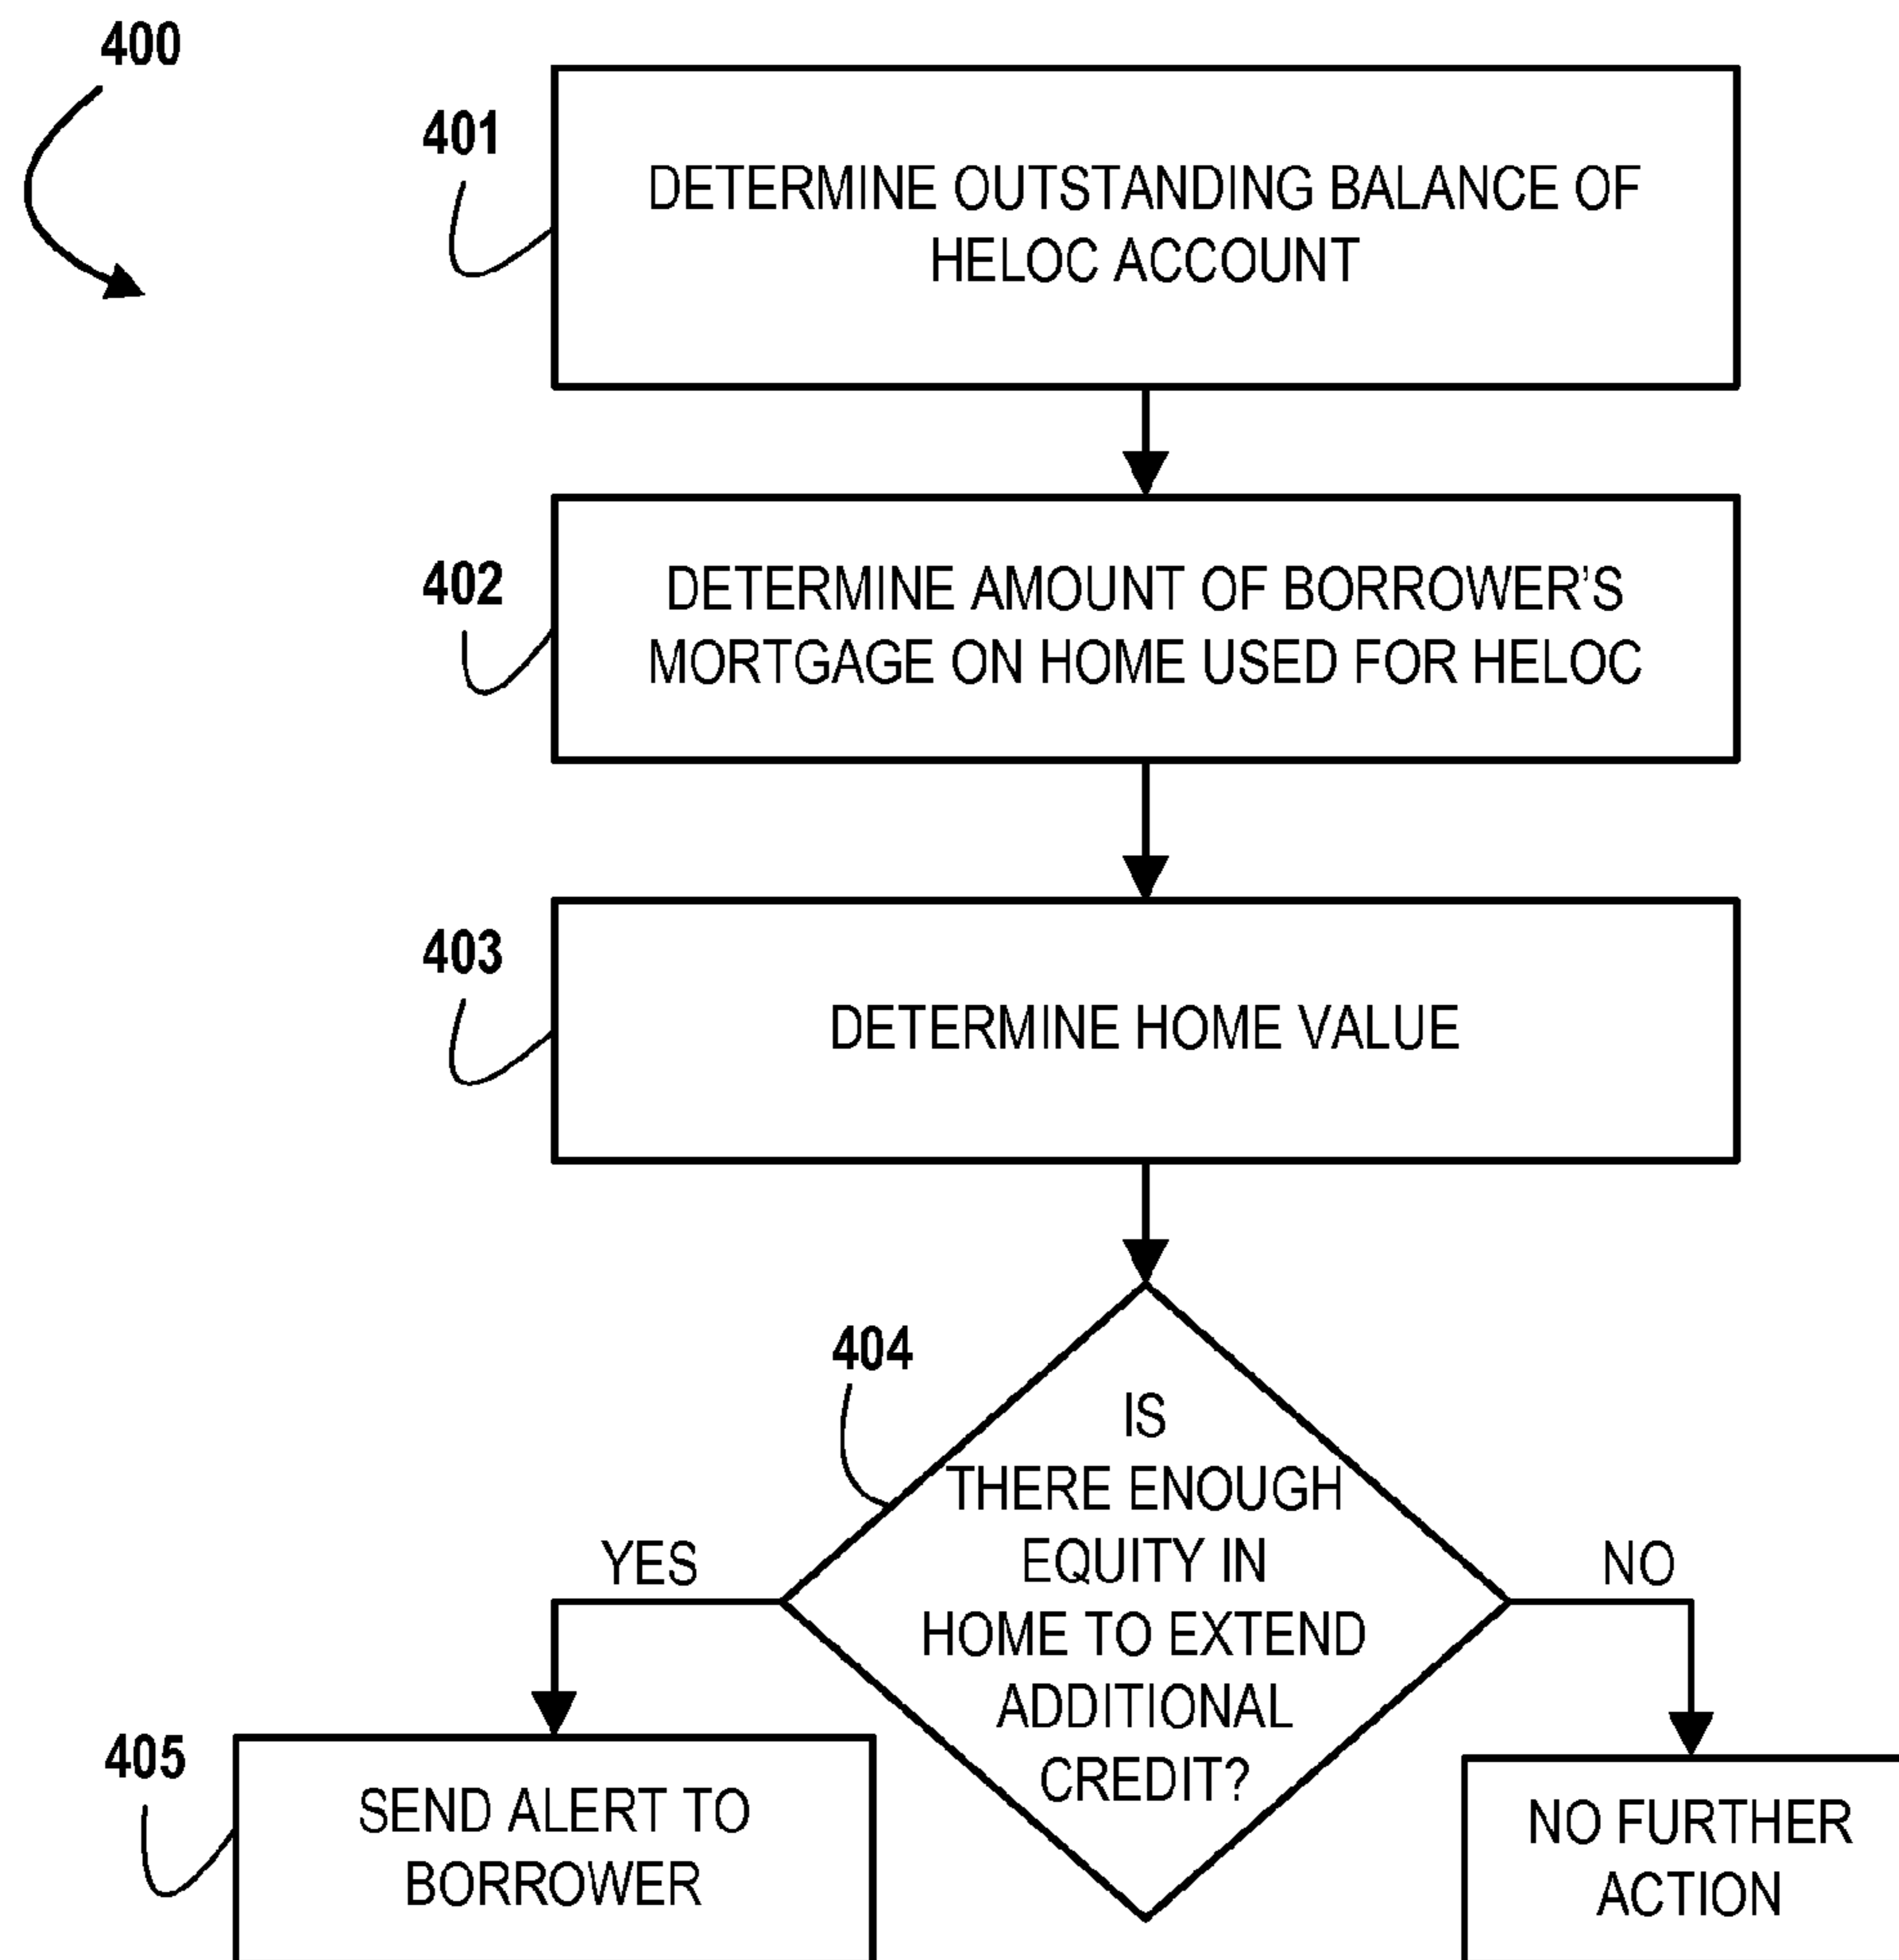 400
401
DETERMINE OUTSTANDING BALANCE OF
HELOC ACCOUNT
402
DETERMINE AMOUNT OF BORROWER'S
MORTGAGE ON HOME USED FOR HELOC
403
DETERMINE HOME VALUE
404
IS
THERE ENOUGH
EQUITY IN
HOME TO EXTEND
ADDITIONAL
CREDIT?
YES
NO
405
SEND ALERT TO
BORROWER
NO FURTHER
ACTION